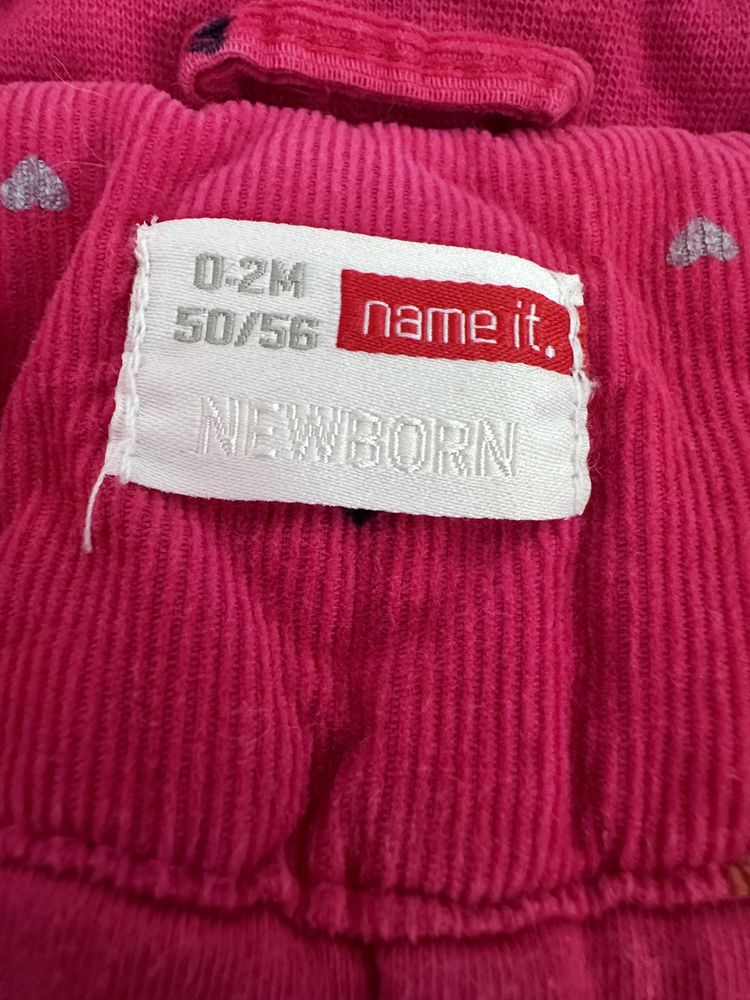 0-2M
50/56
name it.
NEWBORN